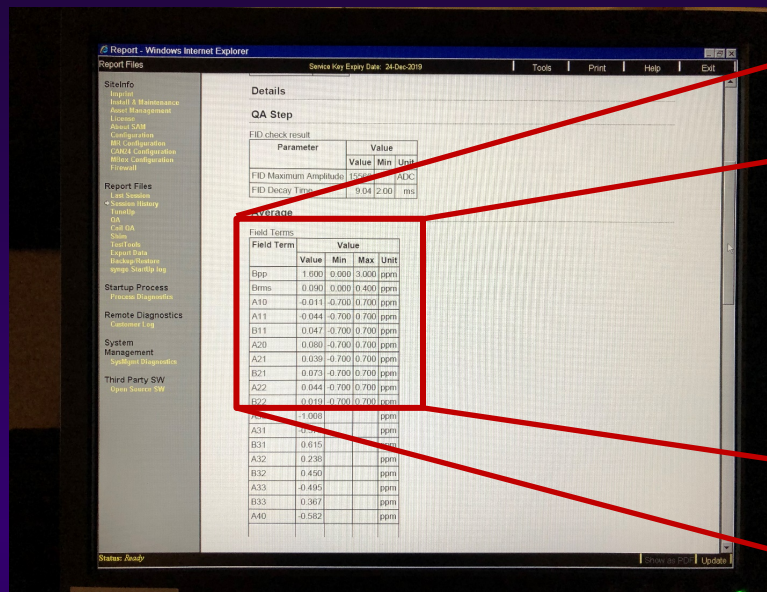 Report - Windows Internet Explorer
Report Files Service Key Expiry Date: 24-Dec-2019 Tools Print Help Exit
SiteInfo
Imprint
Install & Maintenance
Asset Management
License
About SAM
Configuration
MR Configuration
CAN24 Configuration
MBox Configuration
Firewall
Report Files
Last Session
Session History
TuneUp
QA
Coil QA
Shim
TestTools
Export Data
Backup/Restore
syngo StartUp log
Startup Process
Process Diagnostics
Remote Diagnostics
Customer Log
System
Management
SysMgmt Diagnostics
Third Party SW
Open Source SW
Details
QA Step
FID check result
Parameter Value
Value Min Unit
FID Maximum Amplitude ADC
FID Decay Time 9.04 2.00 ms
Average
Field Terms
Field Term Value
Value Min Max Unit
Bpp 1.600 0.000 3.000 ppm
Brms 0.090 0.000 0.400 ppm
A10 -0.011 -0.700 0.700 ppm
A11 -0.044 -0.700 0.700 ppm
B11 0.047 -0.700 0.700 ppm
A20 0.080 -0.700 0.700 ppm
A21 0.039 -0.700 0.700 ppm
B21 0.073 -0.700 0.700 ppm
A22 0.044 -0.700 0.700 ppm
B22 0.019 -0.700 0.700 ppm
-1.008 ppm
A31 ppm
B31 0.615 ppm
A32 0.238 ppm
B32 0.450 ppm
A33 -0.495 ppm
B33 0.367 ppm
A40 -0.582 ppm
Status: Ready Show as PDF Update